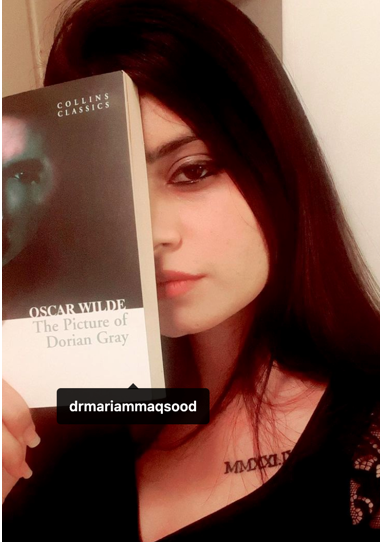 COLLINS
CLASSICS
OSCAR WILDE
The Picture of
Dorian Gray
drmariammaqsood